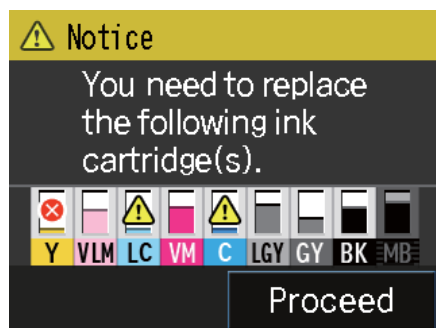 Notice
You need to replace
the following ink
cartridge(s).
Y VLM LC VM C LGY GY BK MB
Proceed